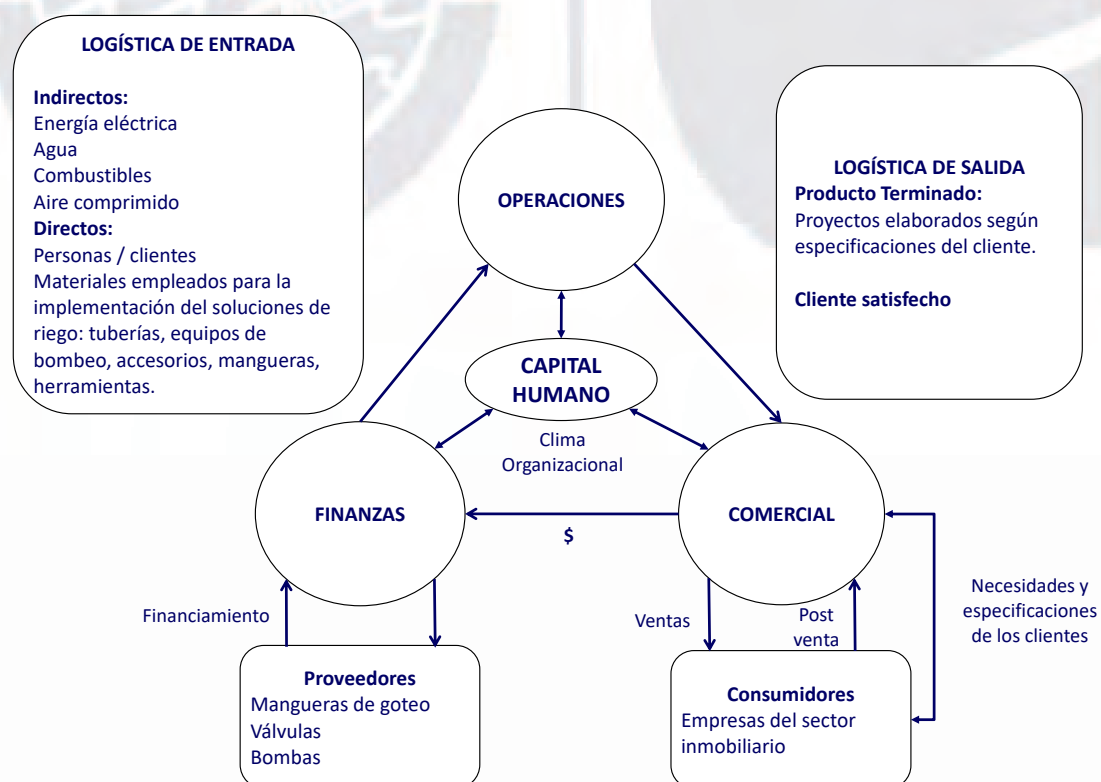 LOGÍSTICA DE ENTRADA
Indirectos:
Energía eléctrica
Agua
Combustibles
Aire comprimido
Directos:
Personas / clientes
Materiales empleados para la
implementación del soluciones de
riego: tuberías, equipos de
bombeo, accesorios, mangueras,
herramientas.
OPERACIONES
LOGÍSTICA DE SALIDA
Producto Terminado:
Proyectos elaborados según
especificaciones del cliente.
Cliente satisfecho
CAPITAL
HUMANO
Clima
Organizacional
FINANZAS
COMERCIAL
$
Financiamiento
Ventas
Post
venta
Necesidades y
especificaciones
de los clientes
Proveedores
Mangueras de goteo
Válvulas
Bombas
Consumidores
Empresas del sector
inmobiliario